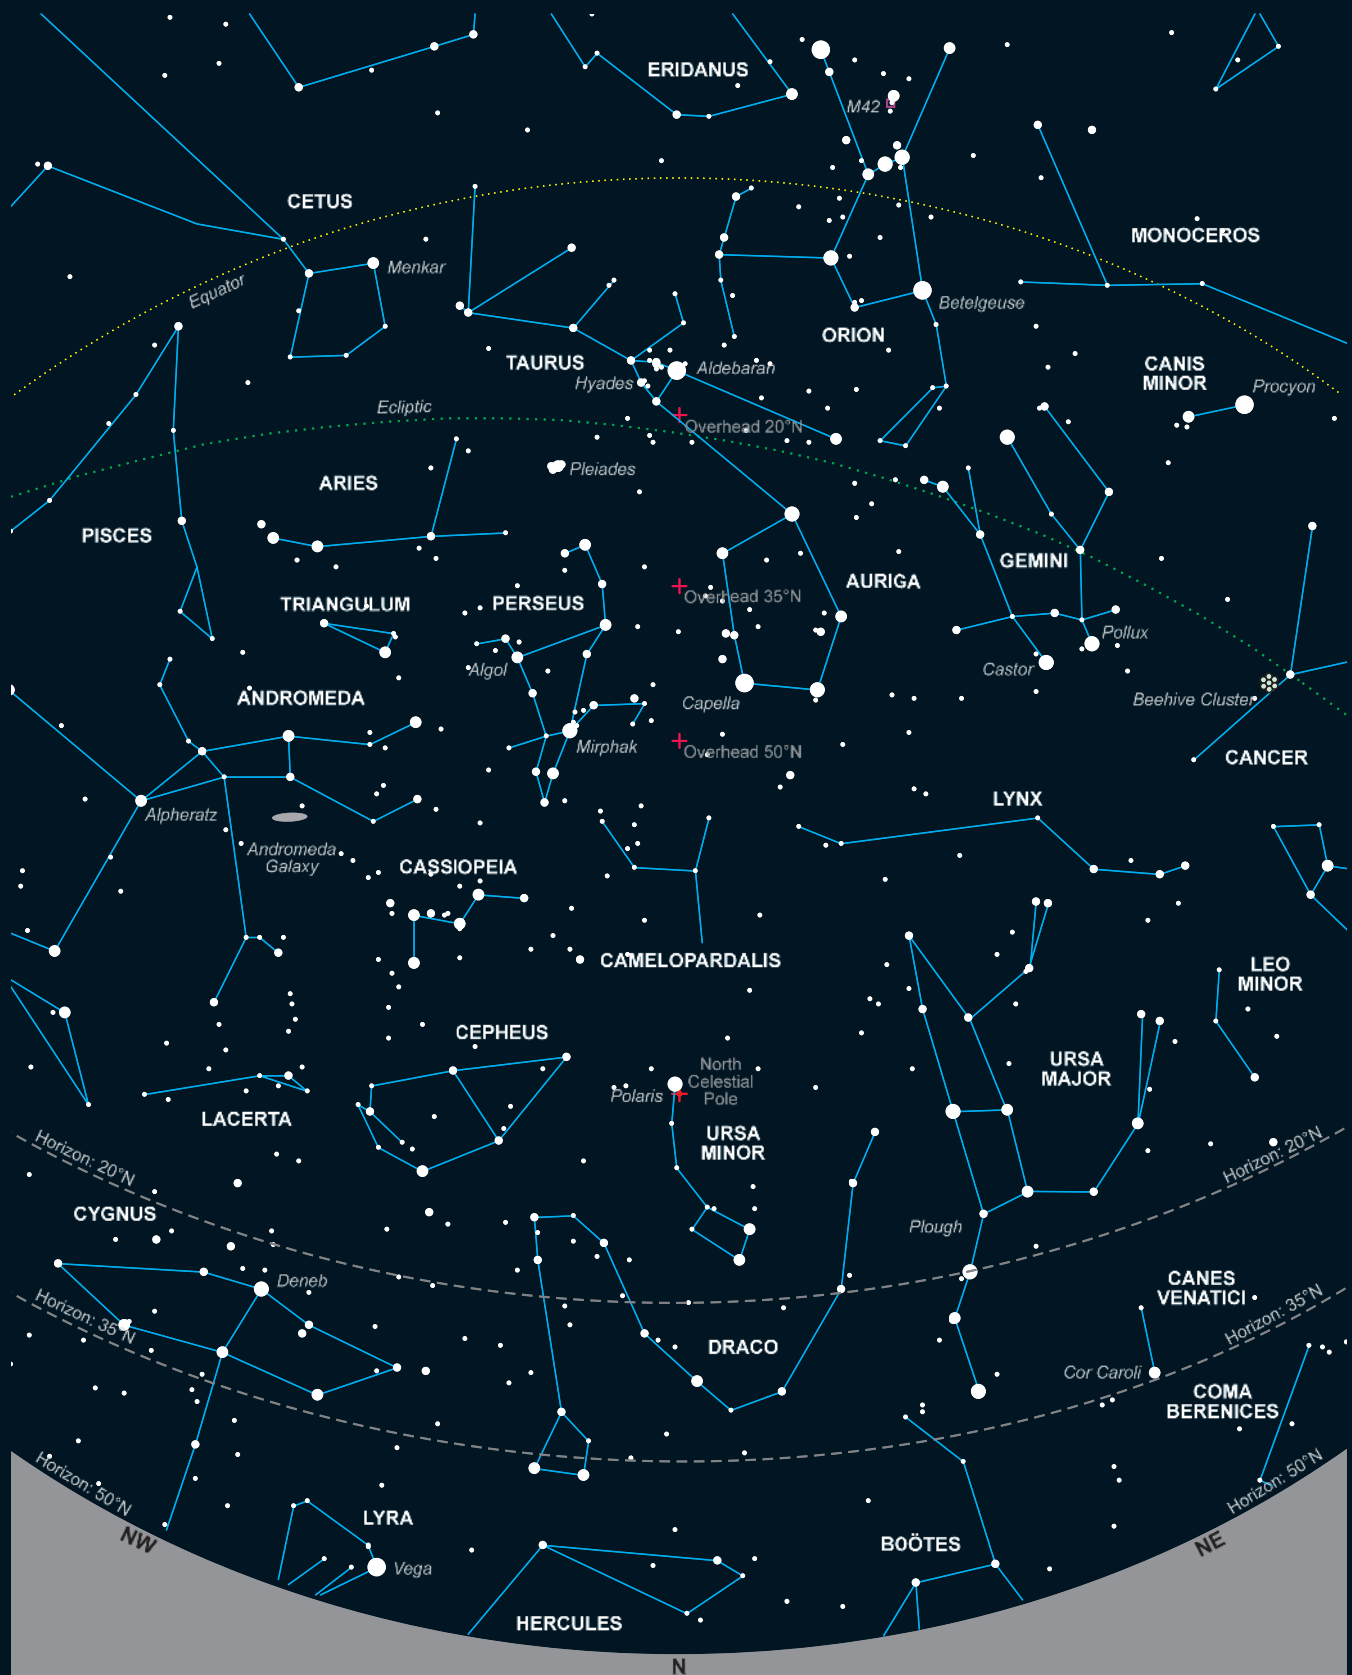 ERIDANUS
M42
CETUS
MONOCEROS
Menkar
Equator
Betelgeuse
ORION
TAURUS
Aldebaran
CANIS
MINOR
Hyades
Procyon
Ecliptic
Overhead 20°N
Pleiades
ARIES
PISCES
GEMINI
AURIGA
Overhead 35°N
TRIANGULUM
PERSEUS
Pollux
Algol
Castor
ANDROMEDA
Capella
Beehive Cluster
Mirphak
Overhead 50°N
CANCER
LYNX
Alpheratz
Andromeda
Galaxy
CASSIOPEIA
CAMELOPARDALIS
LEO
MINOR
CEPHEUS
North
Celestial
Pole
URSA
MAJOR
Polaris
LACERTA
URSA
MINOR
Horizon: 20°N
Horizon: 20°N
CYGNUS
Plough
Deneb
CANES
VENATICI
Horizon: 35°N
Horizon: 35°N
DRACO
Cor Caroli
COMA
BERENICES
Horizon: 50°N
Horizon: 50°N
LYRA
NW
BOÖTES
NE
Vega
HERCULES
N